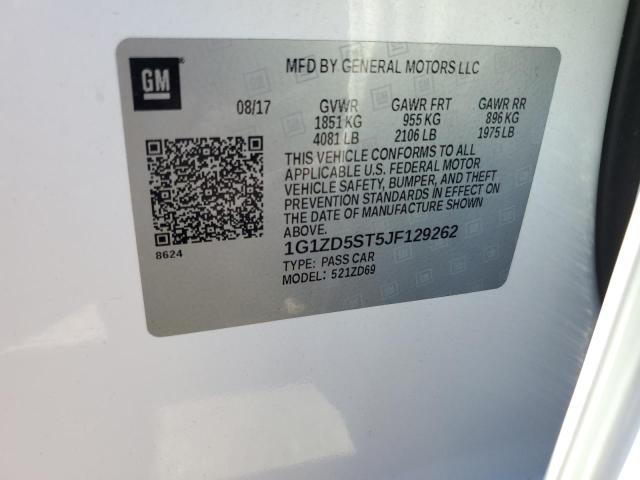 GM
MFD BY GENERAL MOTORS LLC
08/17 GVWR GAWR FRT GAWR RR
1851 KG 955 KG 896 KG
4081 LB 2106 LB 1975 LB
THIS VEHICLE CONFORMS TO ALL
APPLICABLE U.S. FEDERAL MOTOR
VEHICLE SAFETY, BUMPER, AND THEFT
PREVENTION STANDARDS IN EFFECT ON
THE DATE OF MANUFACTURE SHOWN
ABOVE.
8624
1G1ZD5ST5JF129262
TYPE: PASS CAR
MODEL: 521ZD69